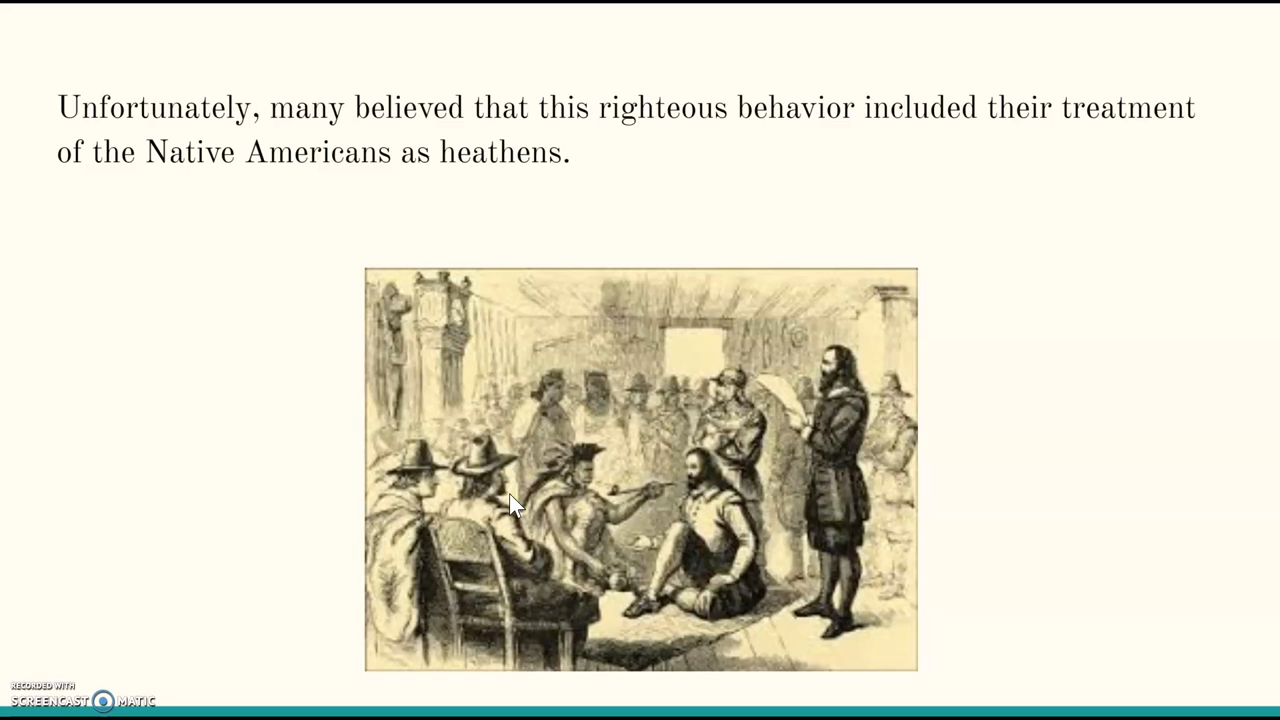 Unfortunately, many believed that this righteous behavior included their treatment
of the Native Americans as heathens.
RECORDED WITH
SCREENCAST MATIC